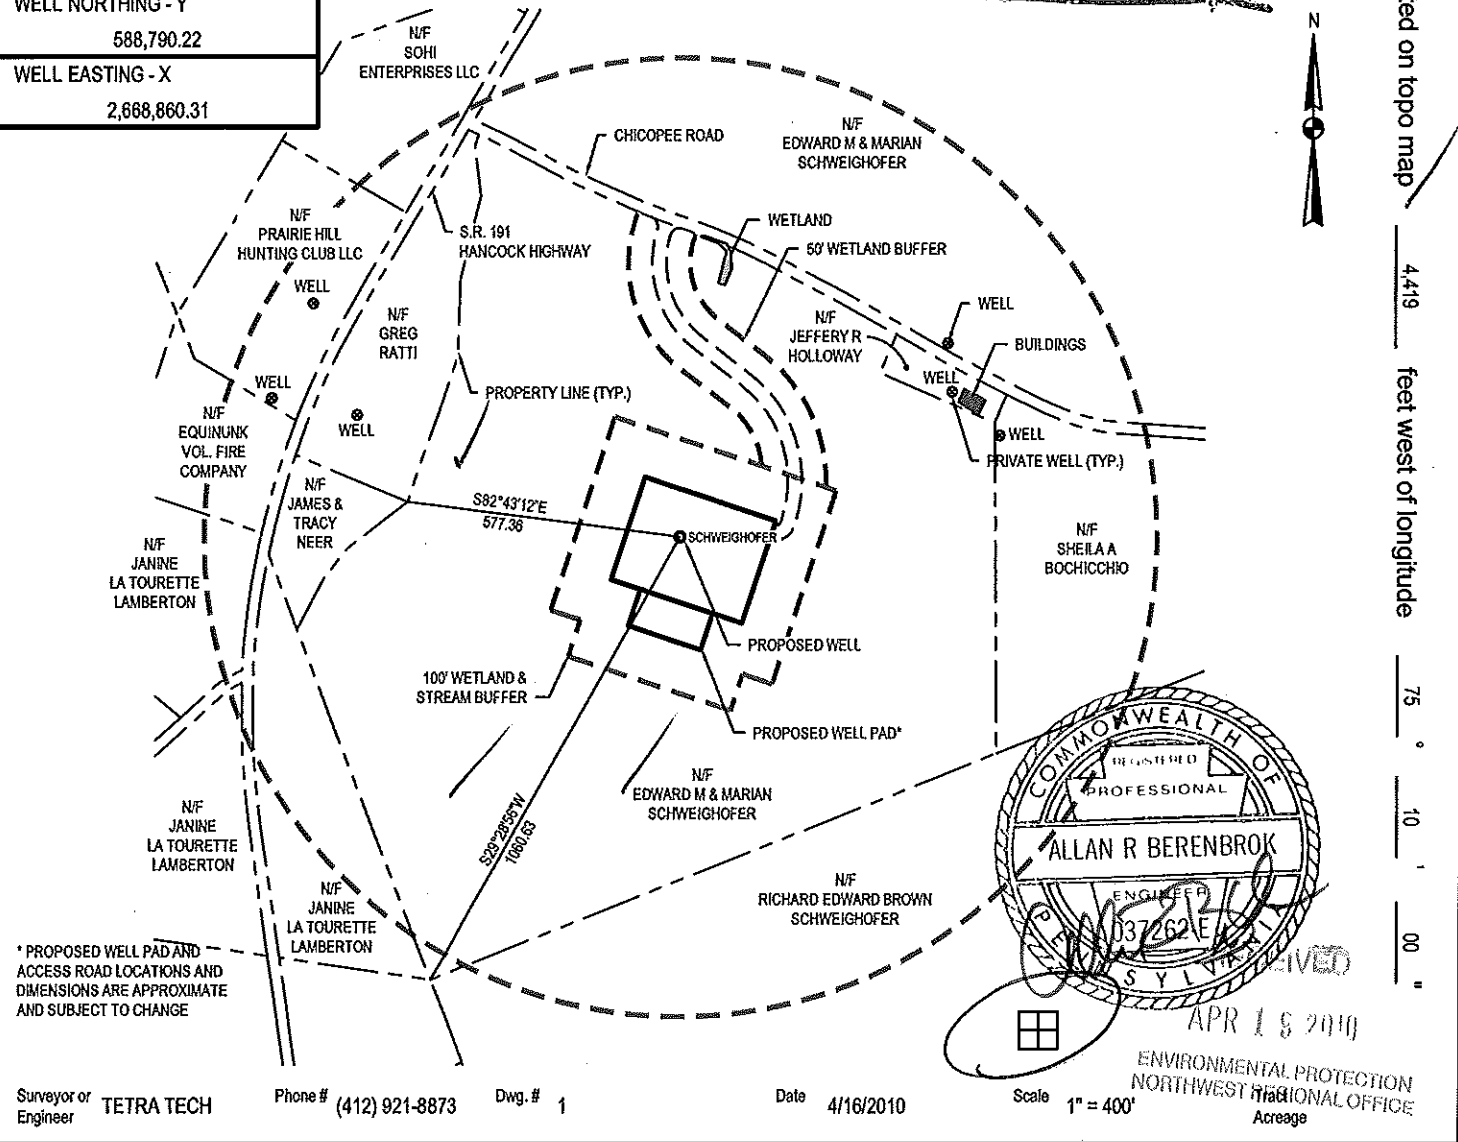 WELL NORTHING - Y
588,790.22
WELL EASTING - X
2,668,860.31
N/F
SOHI
ENTERPRISES LLC
CHICOPEE ROAD
N/F
EDWARD M & MARIAN
SCHWEIGHOFER
N
on topo map
4,419
feet west of longitude
75 ° 10 ' 00 "
N/F
PRAIRIE HILL
HUNTING CLUB LLC
WELL
S.R. 191
HANCOCK HIGHWAY
WETLAND
50' WETLAND BUFFER
N/F
GREG
RATTI
N/F
JEFFERY R
HOLLOWAY
WELL
BUILDINGS
WELL
WELL
PROPERTY LINE (TYP.)
WELL
N/F
EQUINUNK
VOL. FIRE
COMPANY
WELL
PRIVATE WELL (TYP.)
N/F
JAMES &
TRACY
NEER
S82°43'12"E
577.36
SCHWEIGHOFER
N/F
SHEILA A
BOCHICCHIO
N/F
JANINE
LA TOURETTE
LAMBERTON
PROPOSED WELL
100' WETLAND &
STREAM BUFFER
PROPOSED WELL PAD*
N/F
EDWARD M & MARIAN
SCHWEIGHOFER
S29°28'56"W
1060.63
N/F
JANINE
LA TOURETTE
LAMBERTON
N/F
JANINE
LA TOURETTE
LAMBERTON
N/F
RICHARD EDWARD BROWN
SCHWEIGHOFER
COMMONWEALTH OF
REGISTERED
PROFESSIONAL
ALLAN R BERENBROK
ENGINEER
037262 E
PENNSYLVANIA
* PROPOSED WELL PAD AND
ACCESS ROAD LOCATIONS AND
DIMENSIONS ARE APPROXIMATE
AND SUBJECT TO CHANGE
APR 2010
ENVIRONMENTAL PROTECTION
NORTHWEST REGIONAL OFFICE
Surveyor or
Engineer
TETRA TECH
Phone #
(412) 921-8873
Dwg. #
1
Date
4/16/2010
Scale
1" = 400'
Tract
Acreage